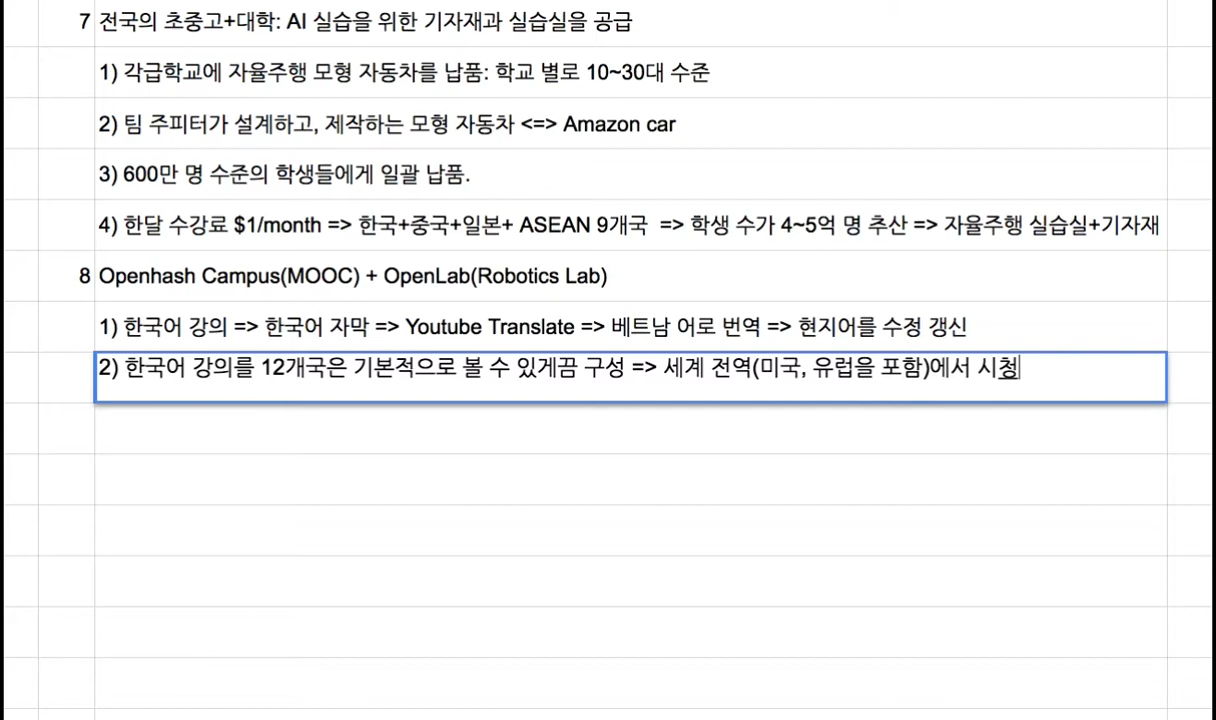 7 전국의 초중고+대학: AI 실습을 위한 기자재과 실습실을 공급
1) 각급학교에 자율주행 모형 자동차를 납품: 학교 별로 10~30대 수준
2) 팀 주피터가 설계하고, 제작하는 모형 자동차 <=> Amazon car
3) 600만 명 수준의 학생들에게 일괄 납품.
4) 한달 수강료 $1/month => 한국+중국+일본+ ASEAN 9개국 => 학생 수가 4~5억 명 추산 => 자율주행 실습실+기자재
8 Openhash Campus(MOOC) + OpenLab(Robotics Lab)
1) 한국어 강의 => 한국어 자막 => Youtube Translate => 베트남 어로 번역 => 현지어를 수정 갱신
2) 한국어 강의를 12개국은 기본적으로 볼 수 있게끔 구성 => 세계 전역(미국, 유럽을 포함)에서 시청